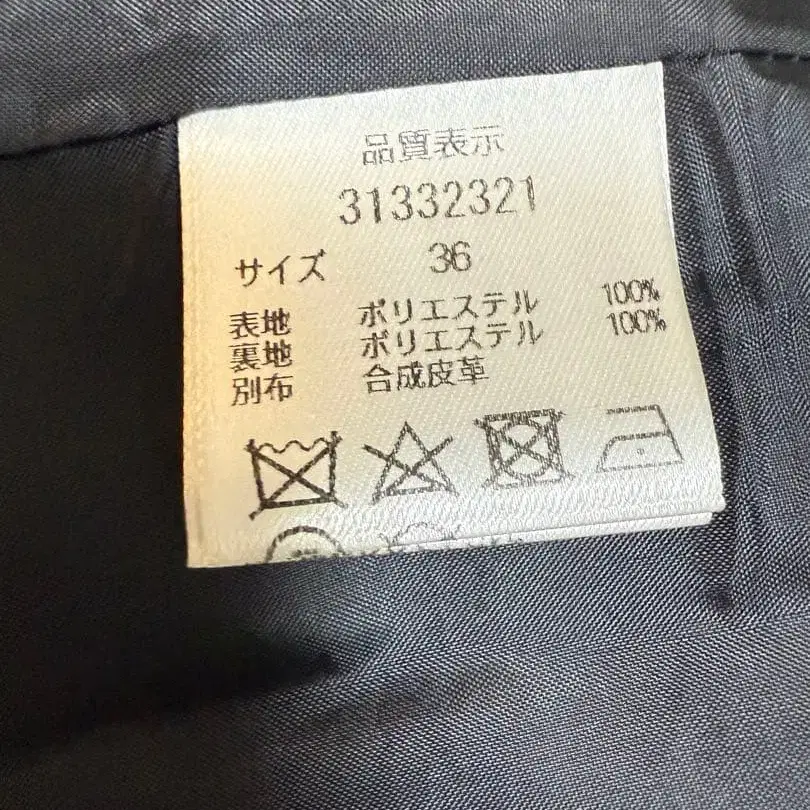 品質表示
31332321
サイズ 36
表地 ポリエステル 100%
裏地 ポリエステル 100%
別布 合成皮革